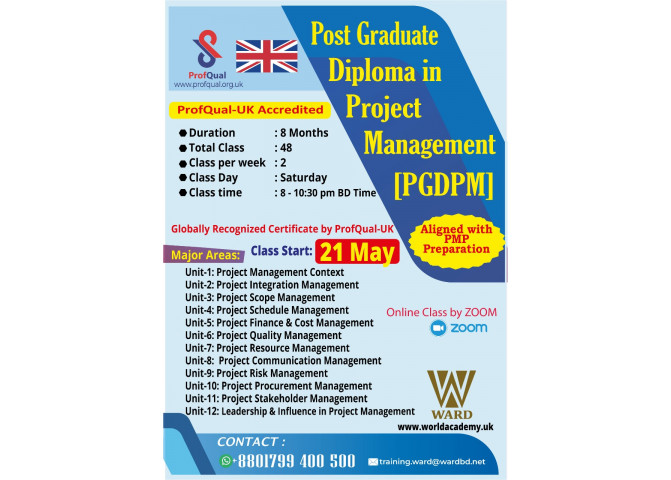 Post Graduate
Diploma in
Project
Management
[PGDPM]
ProfQual
www.profqual.org.uk
ProfQual-UK Accredited
Duration : 8 Months
Total Class : 48
Class per week : 2
Class Day : Saturday
Class time : 8 - 10:30 pm BD Time
Globally Recognized Certificate by ProfQual-UK
Aligned with
PMP
Preparation
Major Areas:
Class Start: 21 May
Unit-1: Project Management Context
Unit-2: Project Integration Management
Unit-3: Project Scope Management
Unit-4: Project Schedule Management
Unit-5: Project Finance & Cost Management
Unit-6: Project Quality Management
Unit-7: Project Resource Management
Unit-8: Project Communication Management
Unit-9: Project Risk Management
Unit-10: Project Procurement Management
Unit-11: Project Stakeholder Management
Unit-12: Leadership & Influence in Project Management
Online Class by ZOOM
zoom
WARD
www.worldacademy.uk
CONTACT :
+8801799 400 500
training.ward@wardbd.net